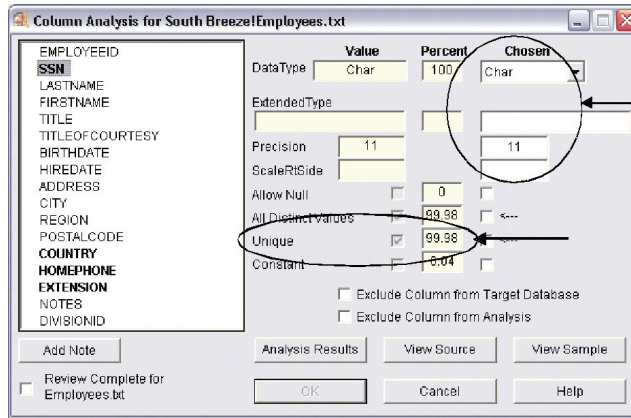 Column Analysis for South Breeze!Employees.txt
EMPLOYEEID
SSN
LASTNAME
FIRSTNAME
TITLE
TITLEOFCOURTESY
BIRTHDATE
HIREDATE
ADDRESS
CITY
REGION
POSTALCODE
COUNTRY
HOMEPHONE
EXTENSION
NOTES
DIVISIONID
Value Percent Chosen
DataType Char 100 Char
ExtendedType
Precision 11 11
ScaleRtSide
Allow Null 0
All Distinct Values 99.98 <---
Unique 99.98 <---
Constant 0.04
Exclude Column from Target Database
Exclude Column from Analysis
Add Note Analysis Results View Source View Sample
Review Complete for
Employees.txt
OK Cancel Help